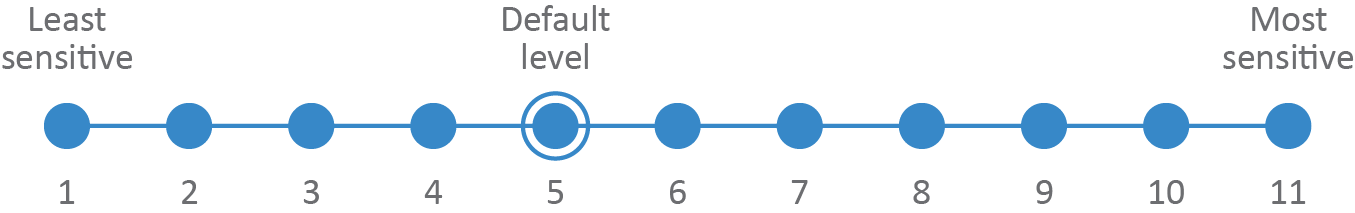 Least
sensitive
Default
level
Most
sensitive
1 2 3 4 5 6 7 8 9 10 11